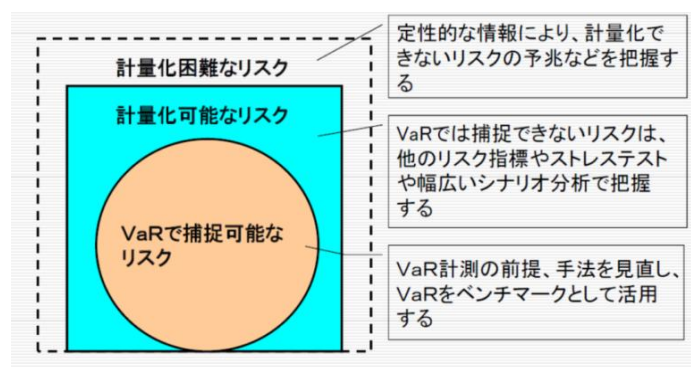 計量化困難なリスク
計量化可能なリスク
VaRで捕捉可能な
リスク
定性的な情報により、計量化で
きないリスクの予兆などを把握す
る
VaRでは捕捉できないリスクは、
他のリスク指標やストレステスト
や幅広いシナリオ分析で把握
する
VaR計測の前提、手法を見直し、
VaRをベンチマークとして活用
する